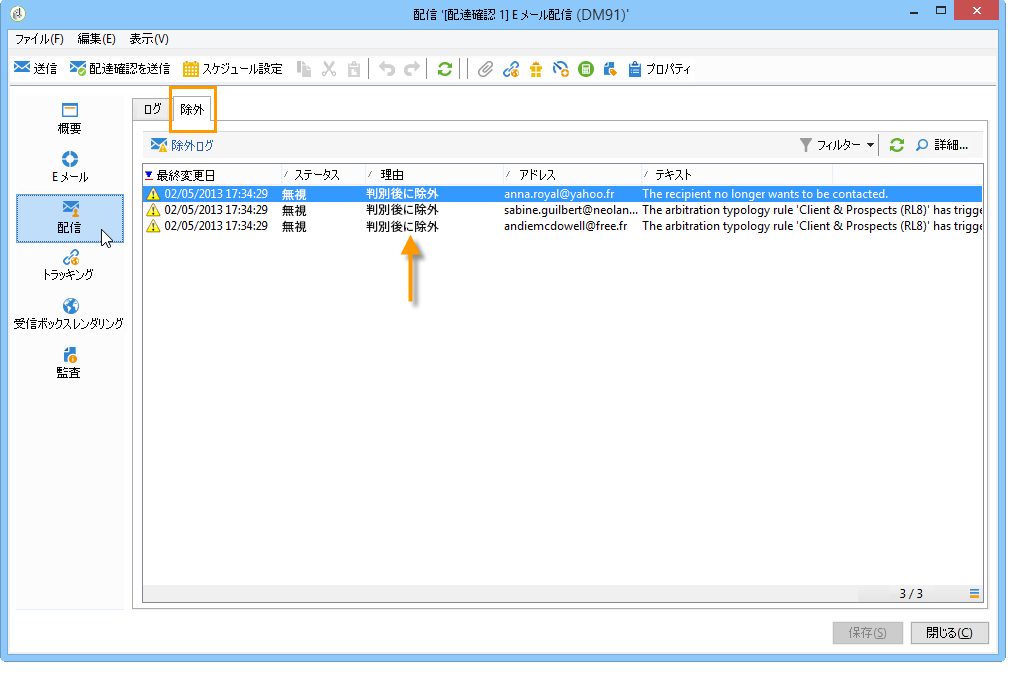 配信 '[配達確認 1] E メール配信 (DM91)'
ファイル(F) 編集(E) 表示(V)
送信 配達確認を送信 スケジュール設定 プロパティ
概要
E メール
配信
トラッキング
受信ボックスレンダリング
監査
ログ 除外
除外ログ フィルター 詳細...
最終変更日 ステータス 理由 アドレス テキスト
02/05/2013 17:34:29 無視 判別後に除外 anna.royal@yahoo.fr The recipient no longer wants to be contacted.
02/05/2013 17:34:29 無視 判別後に除外 sabine.guilbert@neolan... The arbitration typology rule 'Client & Prospects (RL8)' has trigge
02/05/2013 17:34:29 無視 判別後に除外 andiemcdowell@free.fr The arbitration typology rule 'Client & Prospects (RL8)' has trigge
3 / 3
保存(S) 閉じる(C)